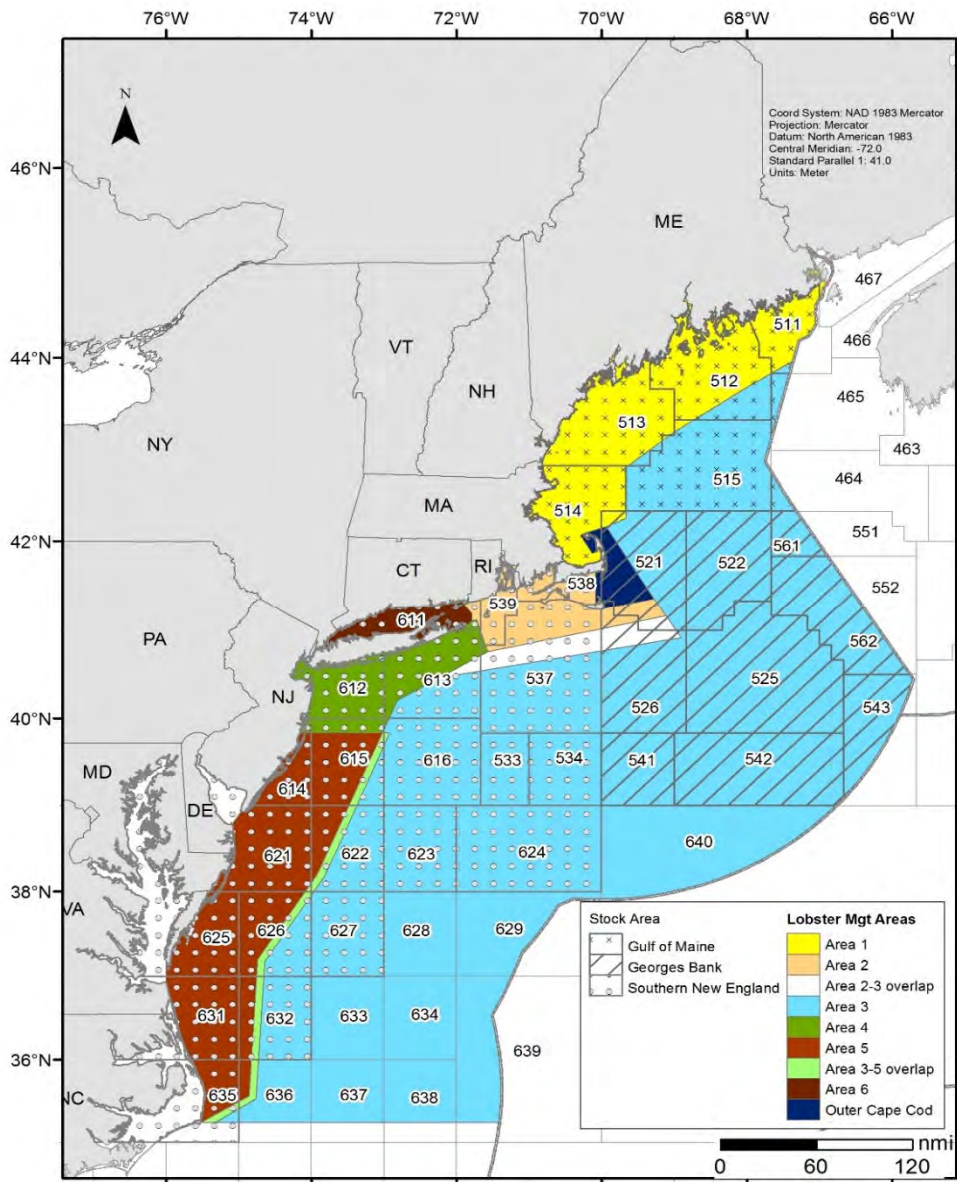 76°W 74°W 72°W 70°W 68°W 66°W
N
Coord System: NAD 1983 Mercator
Projection: Mercator
Datum: North American 1983
Central Meridian: -72.0
Standard Parallel 1: 41.0
Units: Meter
46°N
ME
467
511
466
44°N
VT
512
465
NH
513
NY
463
464
515
MA
514
551
42°N
561
CT
RI
538
521
522
552
539
611
PA
562
613
537
612
NJ
525
526
543
40°N
615
616
533
534
541
542
MD
614
DE
621
622
623
624
640
38°N
VA
625
626
627
628
629
631
632
633
634
639
36°N
NC
635
636
637
638
Stock Area
Gulf of Maine
Georges Bank
Southern New England
Lobster Mgt Areas
Area 1
Area 2
Area 2-3 overlap
Area 3
Area 4
Area 5
Area 3-5 overlap
Area 6
Outer Cape Cod
nmi
0 60 120